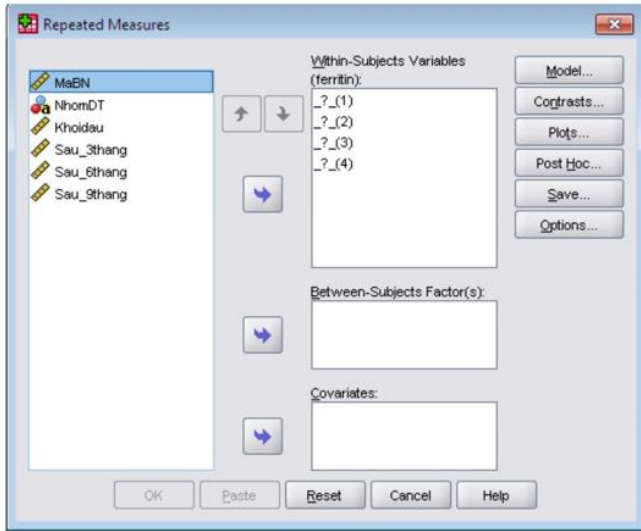 Repeated Measures
MaBN
NhomDT
Khoidau
Sau_3thang
Sau_6thang
Sau_9thang
Within-Subjects Variables
(ferritin):
_?_(1)
_?_(2)
_?_(3)
_?_(4)
Between-Subjects Factor(s):
Covariates:
Model...
Contrasts...
Plots...
Post Hoc...
Save...
Options...
OK
Paste
Reset
Cancel
Help